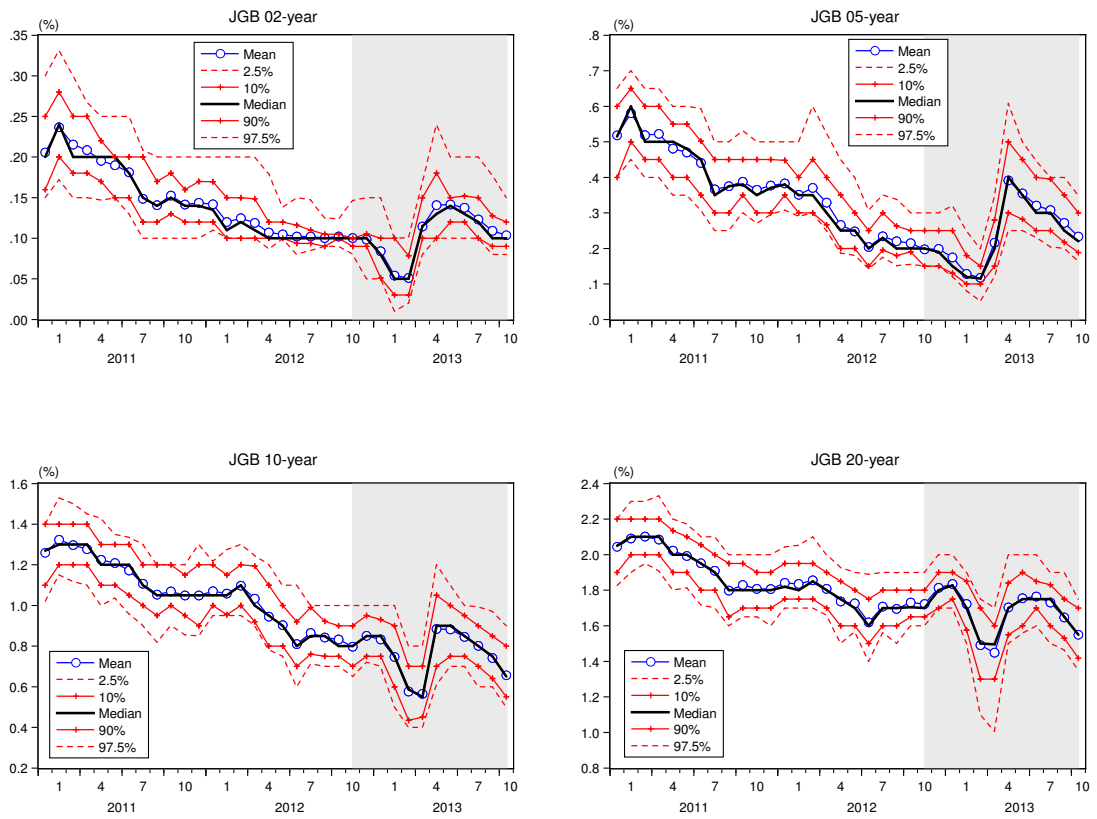 JGB 02-year
(%)
.35
.30
.25
.20
.15
.10
.05
.00
Mean
2.5%
10%
Median
90%
97.5%
1 4 7 10 1 4 7 10 1 4 7 10
2011 2012 2013
JGB 05-year
(%)
.8
.7
.6
.5
.4
.3
.2
.1
.0
Mean
2.5%
10%
Median
90%
97.5%
1 4 7 10 1 4 7 10 1 4 7 10
2011 2012 2013
JGB 10-year
(%)
1.6
1.4
1.2
1.0
0.8
0.6
0.4
0.2
Mean
2.5%
10%
Median
90%
97.5%
1 4 7 10 1 4 7 10 1 4 7 10
2011 2012 2013
JGB 20-year
(%)
2.4
2.2
2.0
1.8
1.6
1.4
1.2
1.0
0.8
Mean
2.5%
10%
Median
90%
97.5%
1 4 7 10 1 4 7 10 1 4 7 10
2011 2012 2013